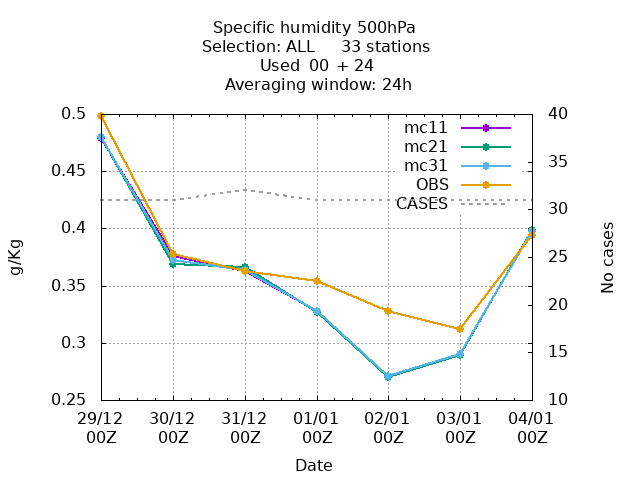 Specific humidity 500hPa
Selection: ALL 33 stations
Used 00 + 24
Averaging window: 24h
0.5
0.45
0.4
0.35
0.3
0.25
g/Kg
40
35
30
25
20
15
10
No cases
mc11
mc21
mc31
OBS
CASES
29/12 30/12 31/12 01/01 02/01 03/01 04/01
00Z 00Z 00Z 00Z 00Z 00Z 00Z
Date